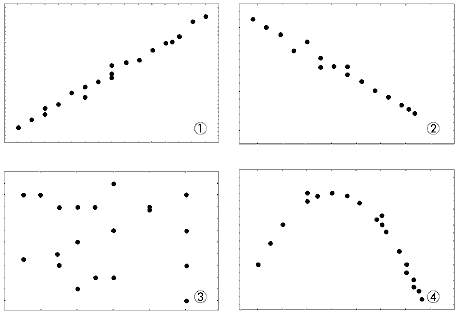 ①
②
③
④